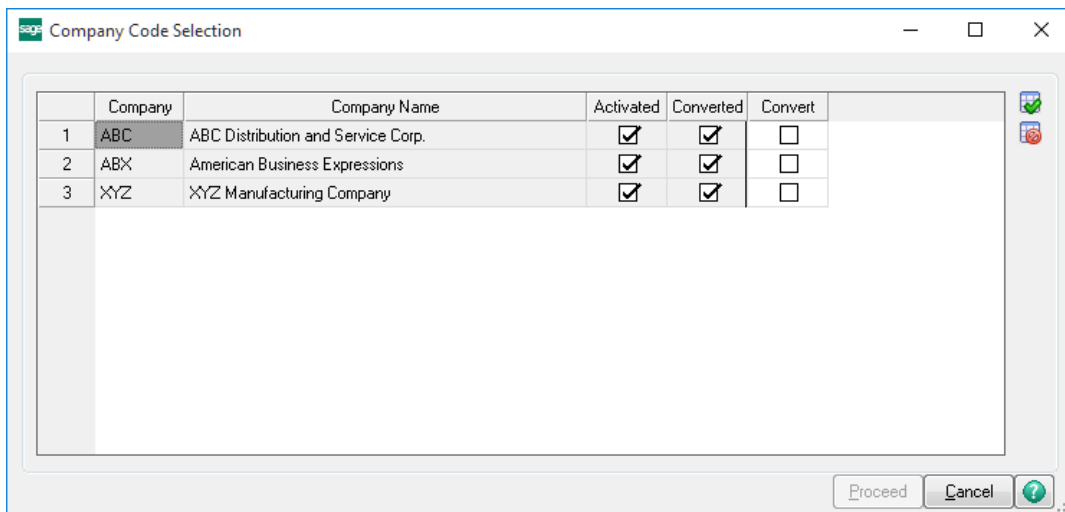 sage Company Code Selection
Company Company Name Activated Converted Convert
1 ABC ABC Distribution and Service Corp.
2 ABX American Business Expressions
3 XYZ XYZ Manufacturing Company
Proceed Cancel ?